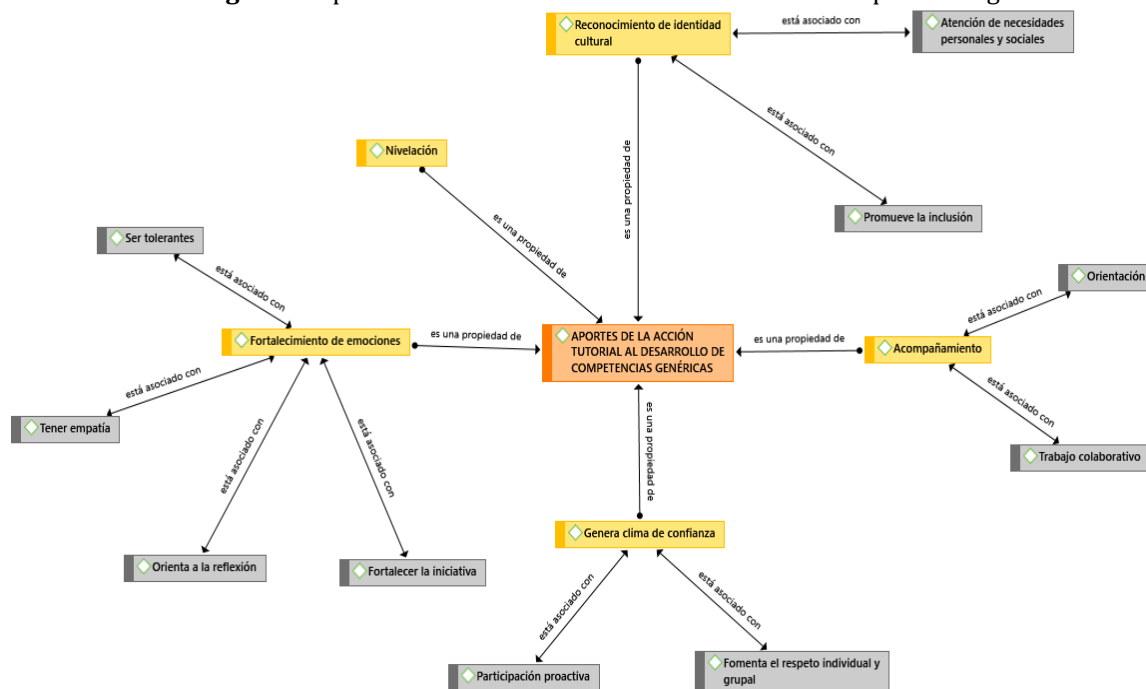 Reconocimiento de identidad
cultural
está asociado con
Atención de necesidades
personales y sociales
está asociado con
es una propiedad de
Nivelación
es una propiedad de
Promueve la inclusión
Ser tolerantes
está asociado con
Orientación
está asociado con
Fortalecimiento de emociones
es una propiedad de
APORTES DE LA ACCIÓN
TUTORIAL AL DESARROLLO DE
COMPETENCIAS GENÉRICAS
es una propiedad de
Acompañamiento
está asociado con
Tener empatía
está asociado con
está asociado con
es una propiedad de
está asociado con
Trabajo colaborativo
Genera clima de confianza
Orienta a la reflexión
Fortalecer la iniciativa
está asociado con
está asociado con
Participación proactiva
Fomenta el respeto individual y
grupal